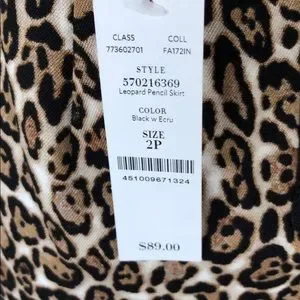 CLASS COLL
773602701 FA172IN
STYLE
570216369
Leopard Pencil Skirt
COLOR
Black w Ecru
SIZE
2P
451009671324
$89.00